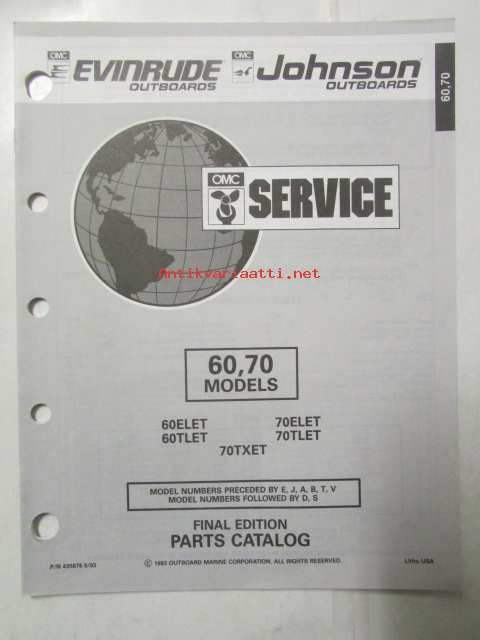 OMC
EVINRUDE
OUTBOARDS
OMC
Johnson
OUTBOARDS
60,70
OMC
SERVICE
Antikvariaatti.net
60,70
MODELS
60ELET 70ELET
60TLET 70TLET
70TXET
MODEL NUMBERS PRECEDED BY E, J, A, B, T, V
MODEL NUMBERS FOLLOWED BY D, S
FINAL EDITION
PARTS CATALOG
P/N 435876 5/93
© 1993 OUTBOARD MARINE CORPORATION. ALL RIGHTS RESERVED.
Litho USA